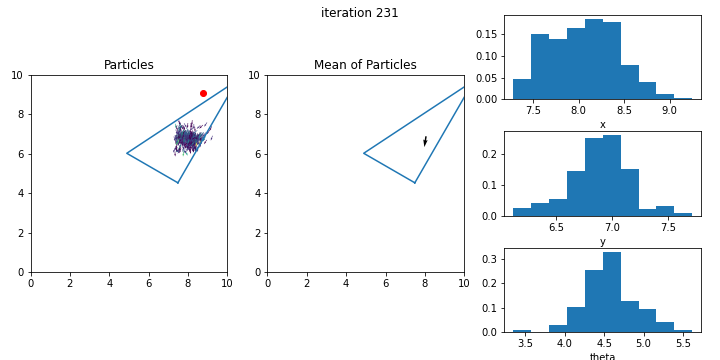 iteration 231
Particles
10
8
6
4
2
0
0 2 4 6 8 10
Mean of Particles
10
8
6
4
2
0
0 2 4 6 8 10
0.15
0.10
0.05
0.00
7.5 8.0 8.5 9.0
x
0.2
0.1
0.0
6.5 7.0 7.5
y
0.3
0.2
0.1
0.0
3.5 4.0 4.5 5.0 5.5
theta